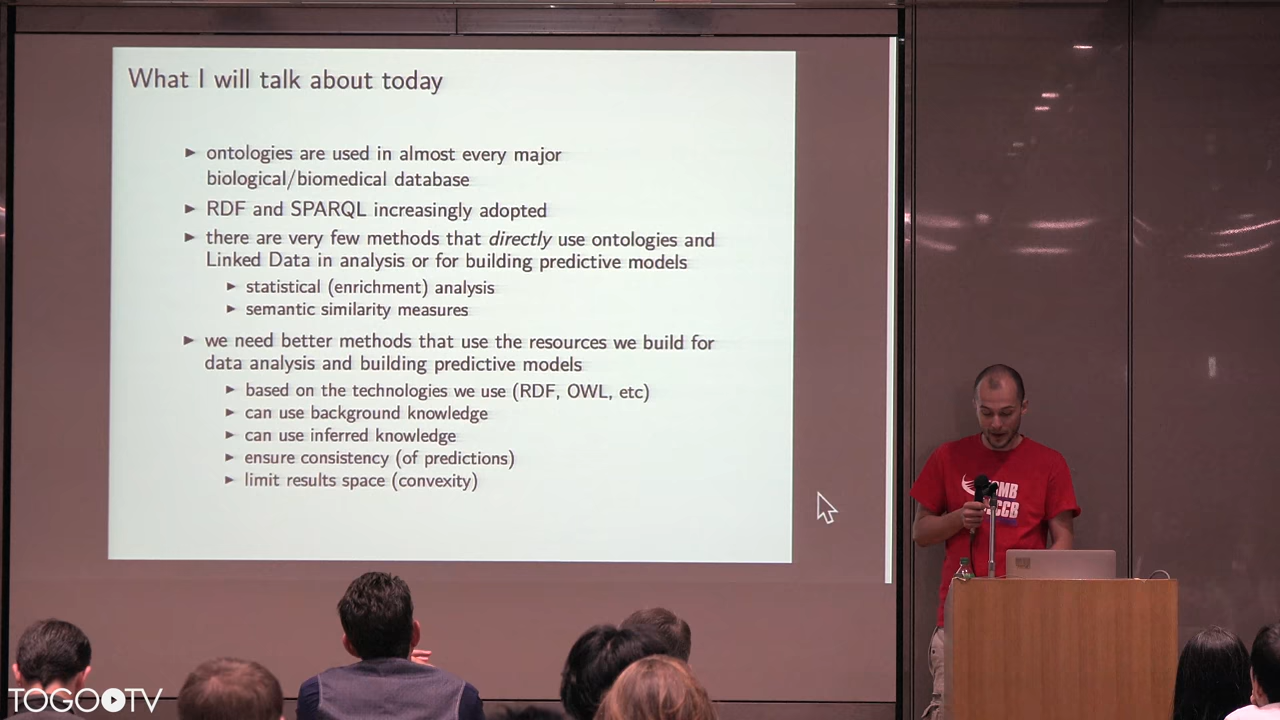 What I will talk about today
► ontologies are used in almost every major
biological/biomedical database
► RDF and SPARQL increasingly adopted
► there are very few methods that directly use ontologies and
Linked Data in analysis or for building predictive models
► statistical (enrichment) analysis
► semantic similarity measures
► we need better methods that use the resources we build for
data analysis and building predictive models
► based on the technologies we use (RDF, OWL, etc)
► can use background knowledge
► can use inferred knowledge
► ensure consistency (of predictions)
► limit results space (convexity)
TOGOTV